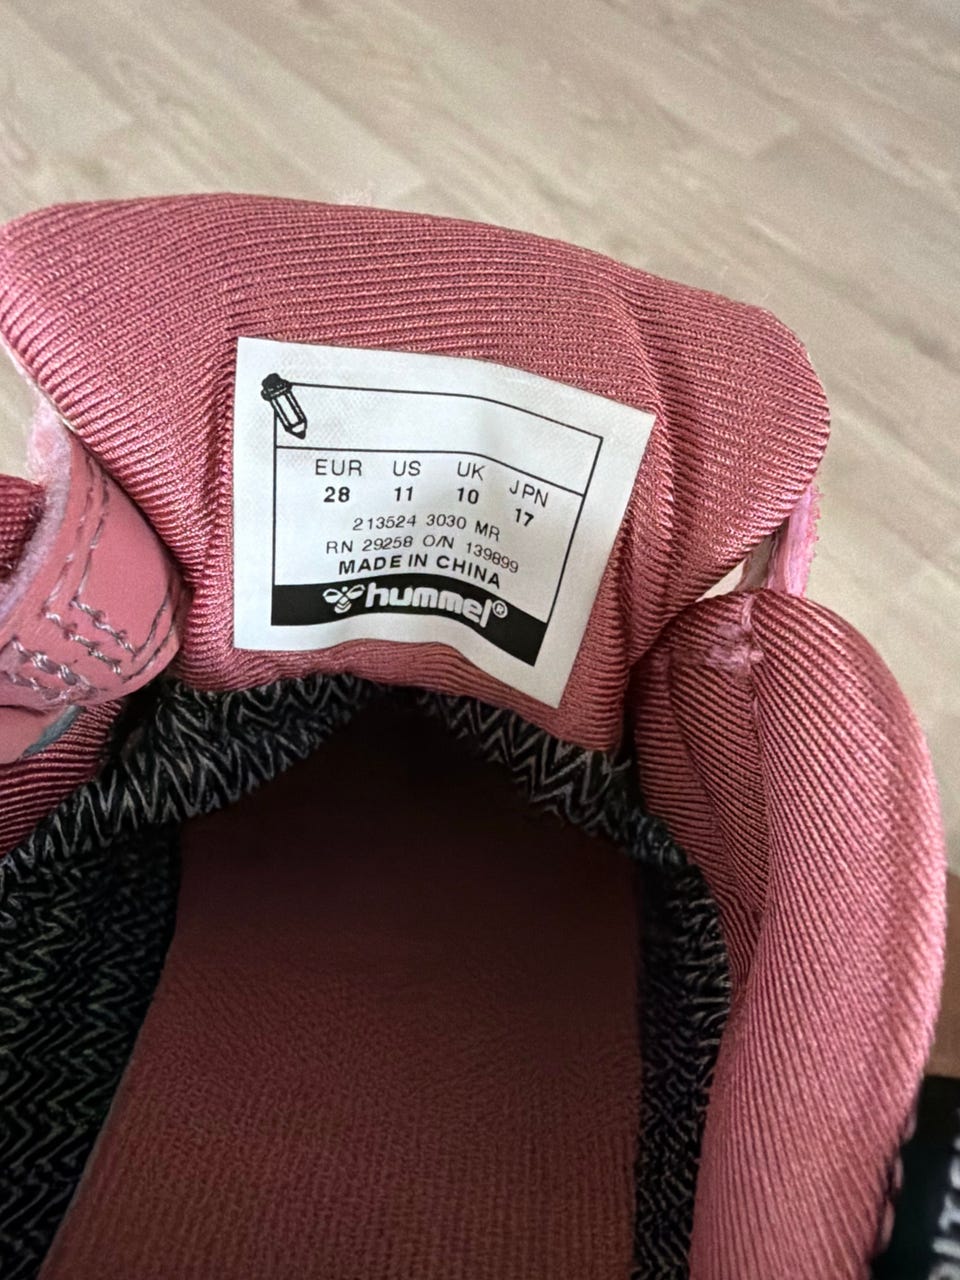 EUR US UK JPN
28 11 10 17
213524 3030 MR
RN 29258 O/N 139899
MADE IN CHINA
hummel®